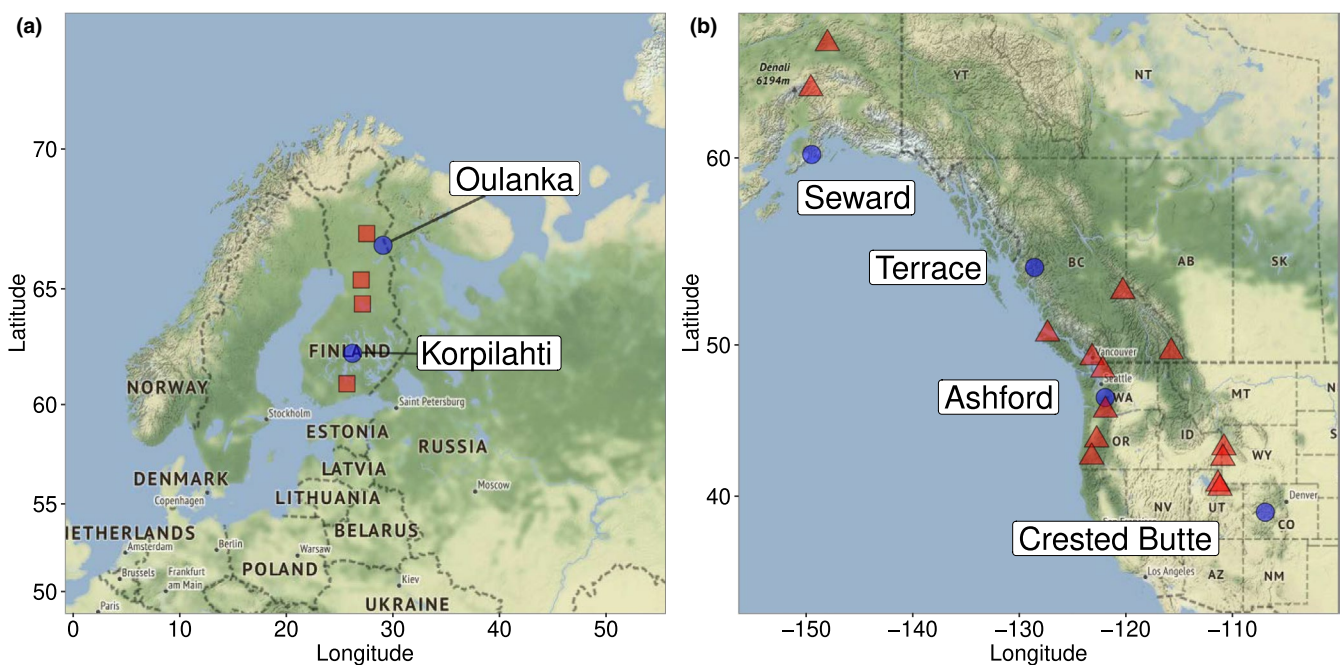 (a)
70
65
60
55
50
Latitude
Oulanka
Korpilahti
FINLAND
NORWAY
Stockholm
Saint Petersburg
ESTONIA
RUSSIA
LATVIA
DENMARK
Moscow
Copenhagen
LITHUANIA
IETHERLANDS
BELARUS
Amsterdam
Berlin
Warsaw
Brussels
Frankfurt
am Main
POLAND
Kiev
Paris
UKRAINE
0 10 20 30 40 50
Longitude
(b)
60
50
40
Latitude
Denali
6194m
YT
NT
Seward
Terrace
BC
AB
SK
Vancouver
Seattle
Ashford
WA
MT
N
OR
ID
S
WY
NV
UT
Denver
CO
Crested Butte
Los Angeles
AZ
NM
−150 −140 −130 −120 −110
Longitude